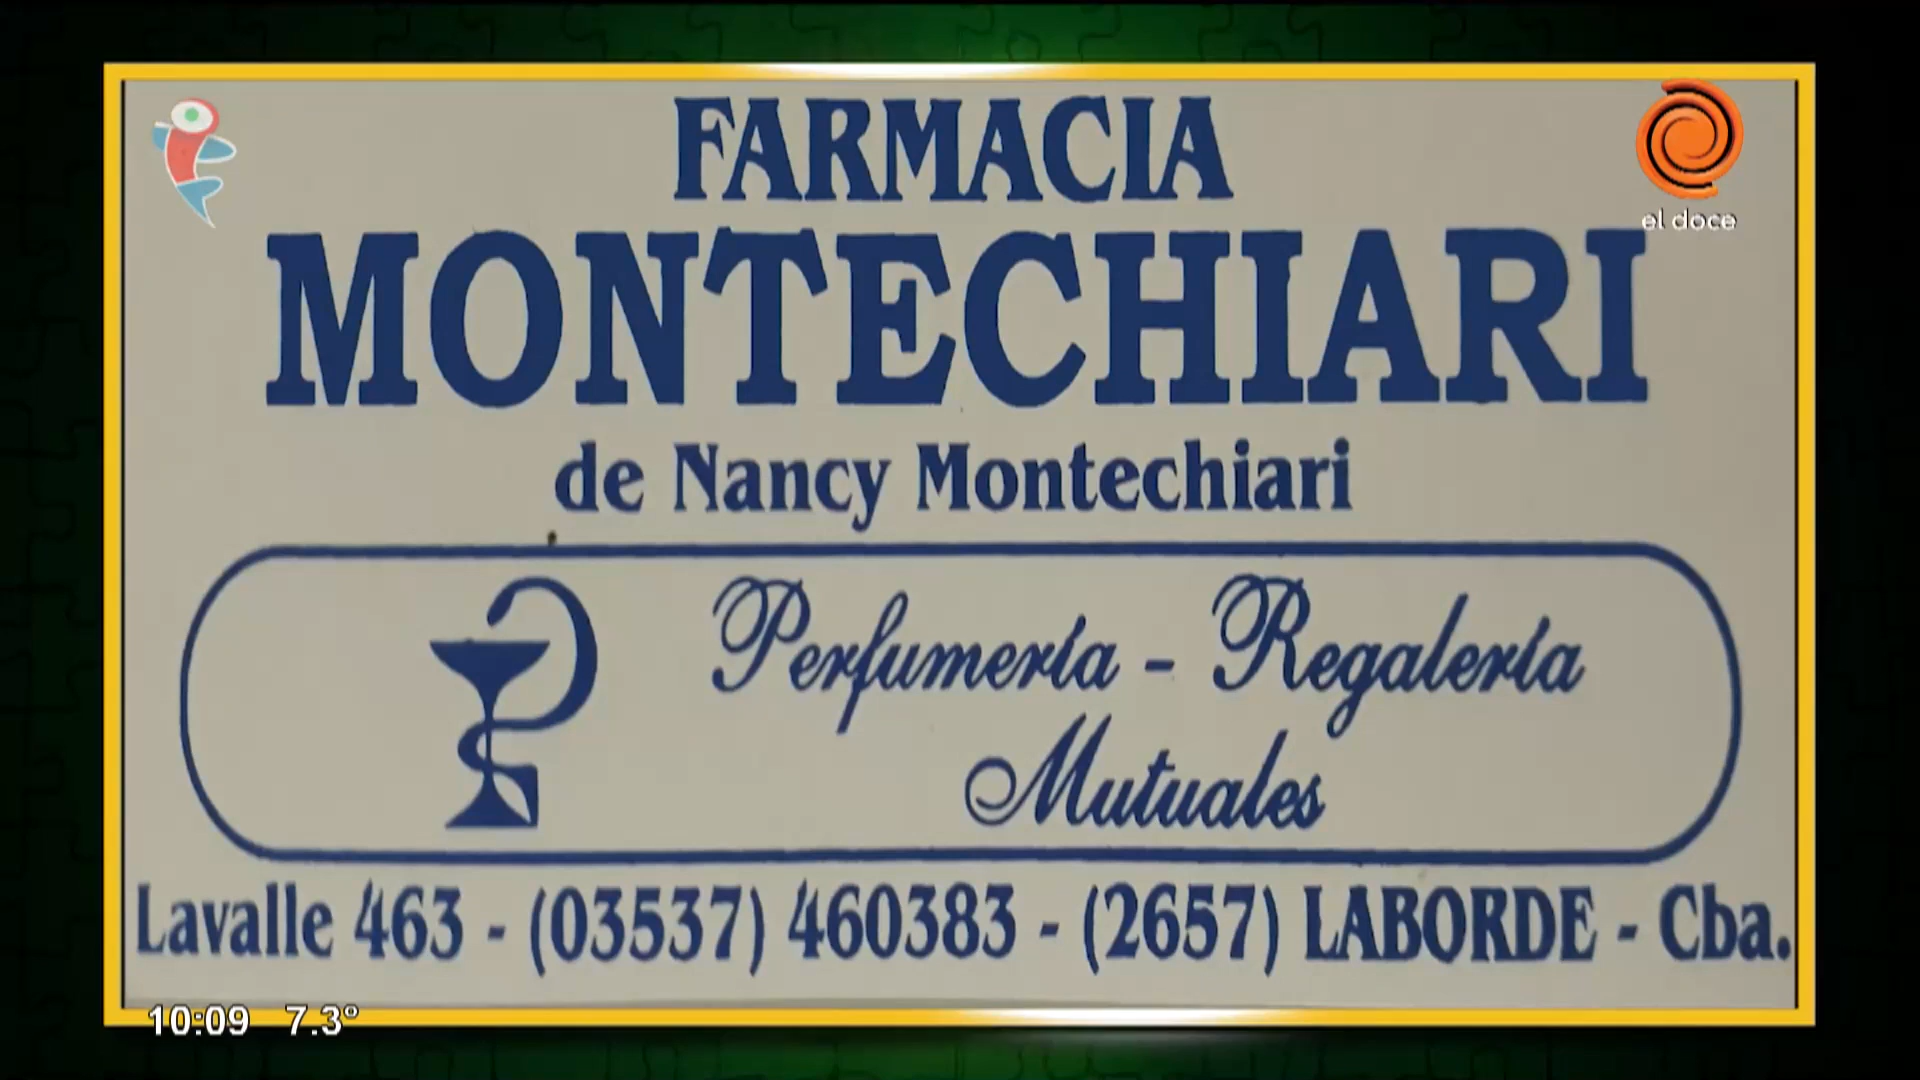 el doce
FARMACIA
MONTECHIARI
de Nancy Montechiari
Perfumería - Regalería
Mutuales
Lavalle 463 - (03537) 460383 - (2657) LABORDE - Cba.
10:09 7.3°